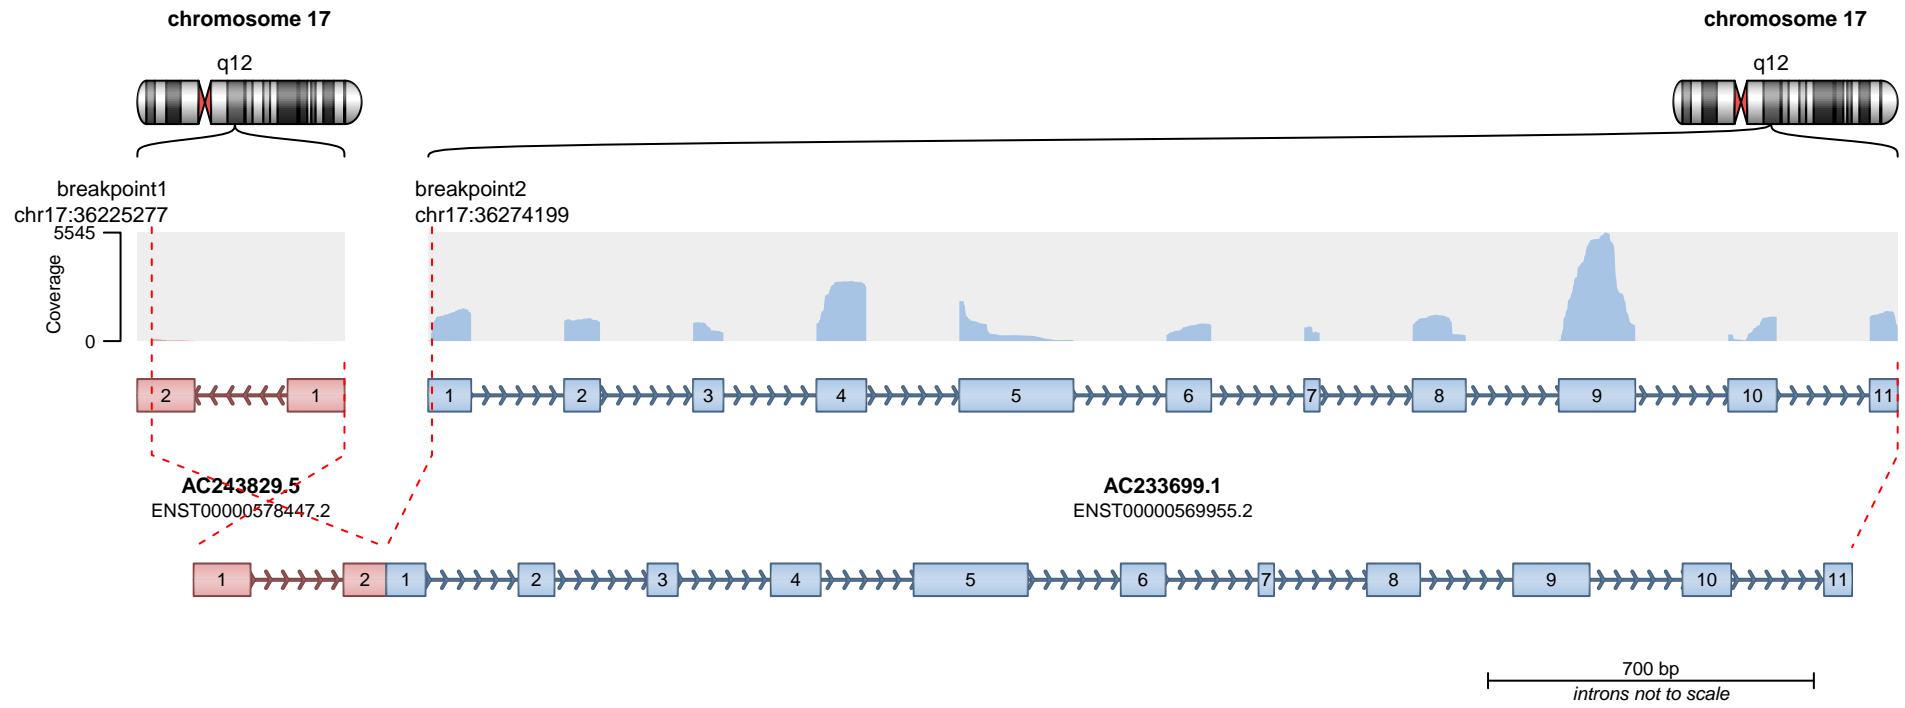 chromosome 17
chromosome 17
q12
q12
breakpoint1
chr17:36225277
breakpoint2
chr17:36274199
5545
Coverage
0
2 1 1 2 3 4 5 6 7 8 9 10 11
AC243829.5
ENST00000578447.2
AC233699.1
ENST00000569955.2
1 2 1 2 3 4 5 6 7 8 9 10 11
700 bp
introns not to scale